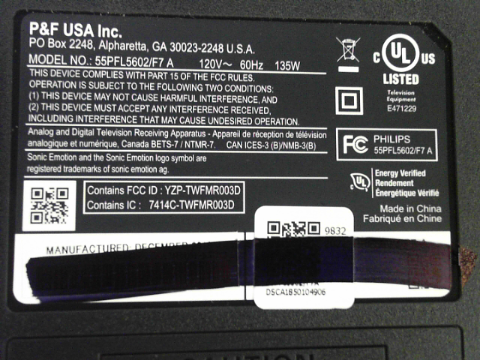 P&F USA Inc.
PO Box 2248, Alpharetta, GA 30023-2248 U.S.A.
MODEL NO.: 55PFL5602/F7 A 120V~ 60Hz 135W
THIS DEVICE COMPLIES WITH PART 15 OF THE FCC RULES.
OPERATION IS SUBJECT TO THE FOLLOWING TWO CONDITIONS:
(1) THIS DEVICE MAY NOT CAUSE HARMFUL INTERFERENCE, AND
(2) THIS DEVICE MUST ACCEPT ANY INTERFERENCE RECEIVED,
INCLUDING INTERFERENCE THAT MAY CAUSE UNDESIRED OPERATION.
Analog and Digital Television Receiving Apparatus - Appareil de réception de télévision
analogique et numérique, Canada BETS-7 / NTMR-7. CAN ICES-3 (B)/NMB-3(B)
Sonic Emotion and the Sonic Emotion logo symbol are
registered trademarks of sonic emotion ag.
Contains FCC ID : YZP-TWFMR003D
Contains IC : 7414C-TWFMR003D
C UL US
LISTED
Television
Equipment
E471229
FC PHILIPS
55PFL5602/F7 A
Energy Verified
Rendement
Énergétique Vérifié
Made in China
Fabriqué en Chine
9832
MANUFACTURED: DECEMBER
DSCA1850104906
CAUTION